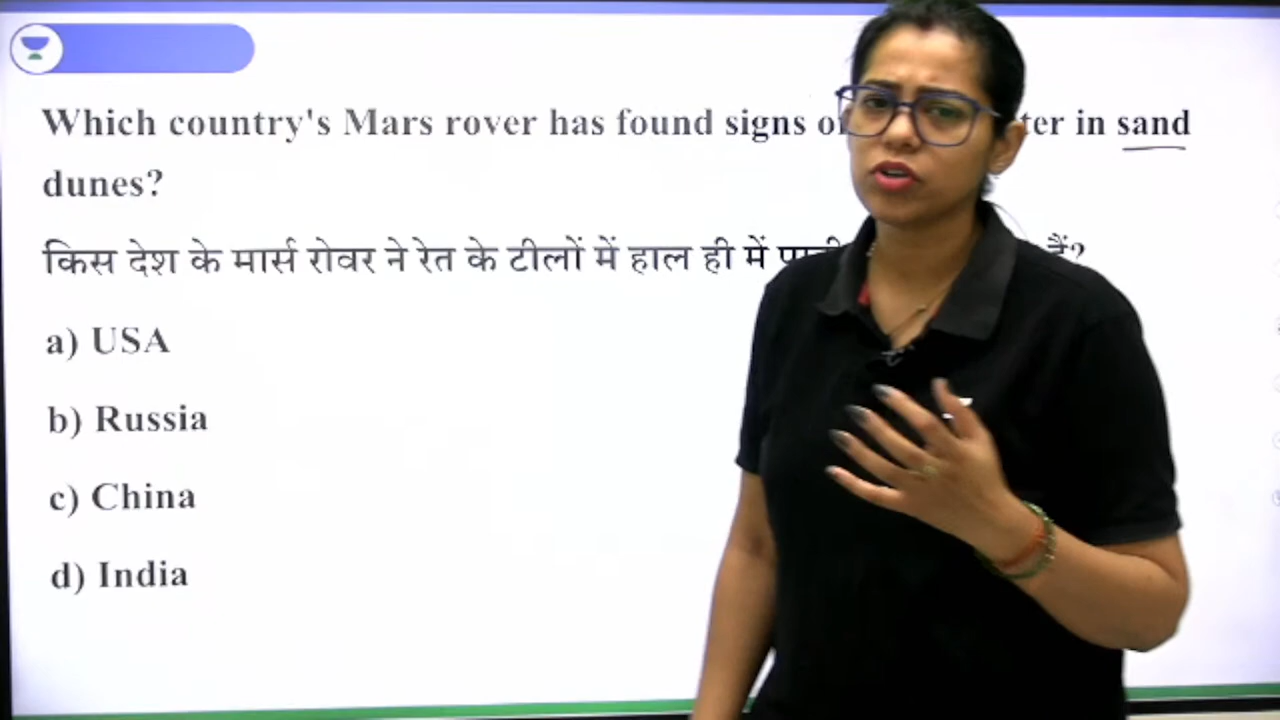 Which country's Mars rover has found signs ter in sand
dunes?
किस देश के मार्स रोवर ने रेत के टीलों में हाल ही में हैं?
a) USA
b) Russia
c) China
d) India